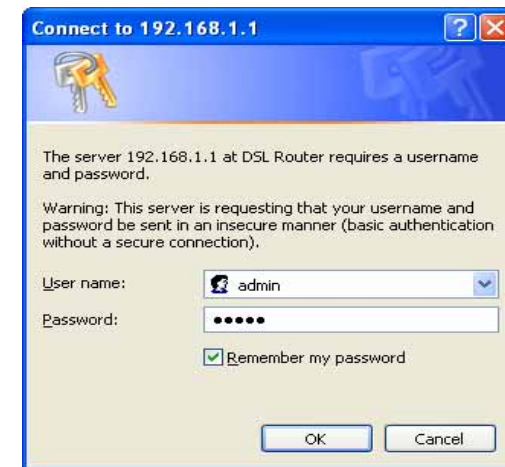 Connect to 192.168.1.1
The server 192.168.1.1 at DSL Router requires a username
and password.
Warning: This server is requesting that your username and
password be sent in an insecure manner (basic authentication
without a secure connection).
User name:
admin
Password:
●●●●●
Remember my password
OK
Cancel